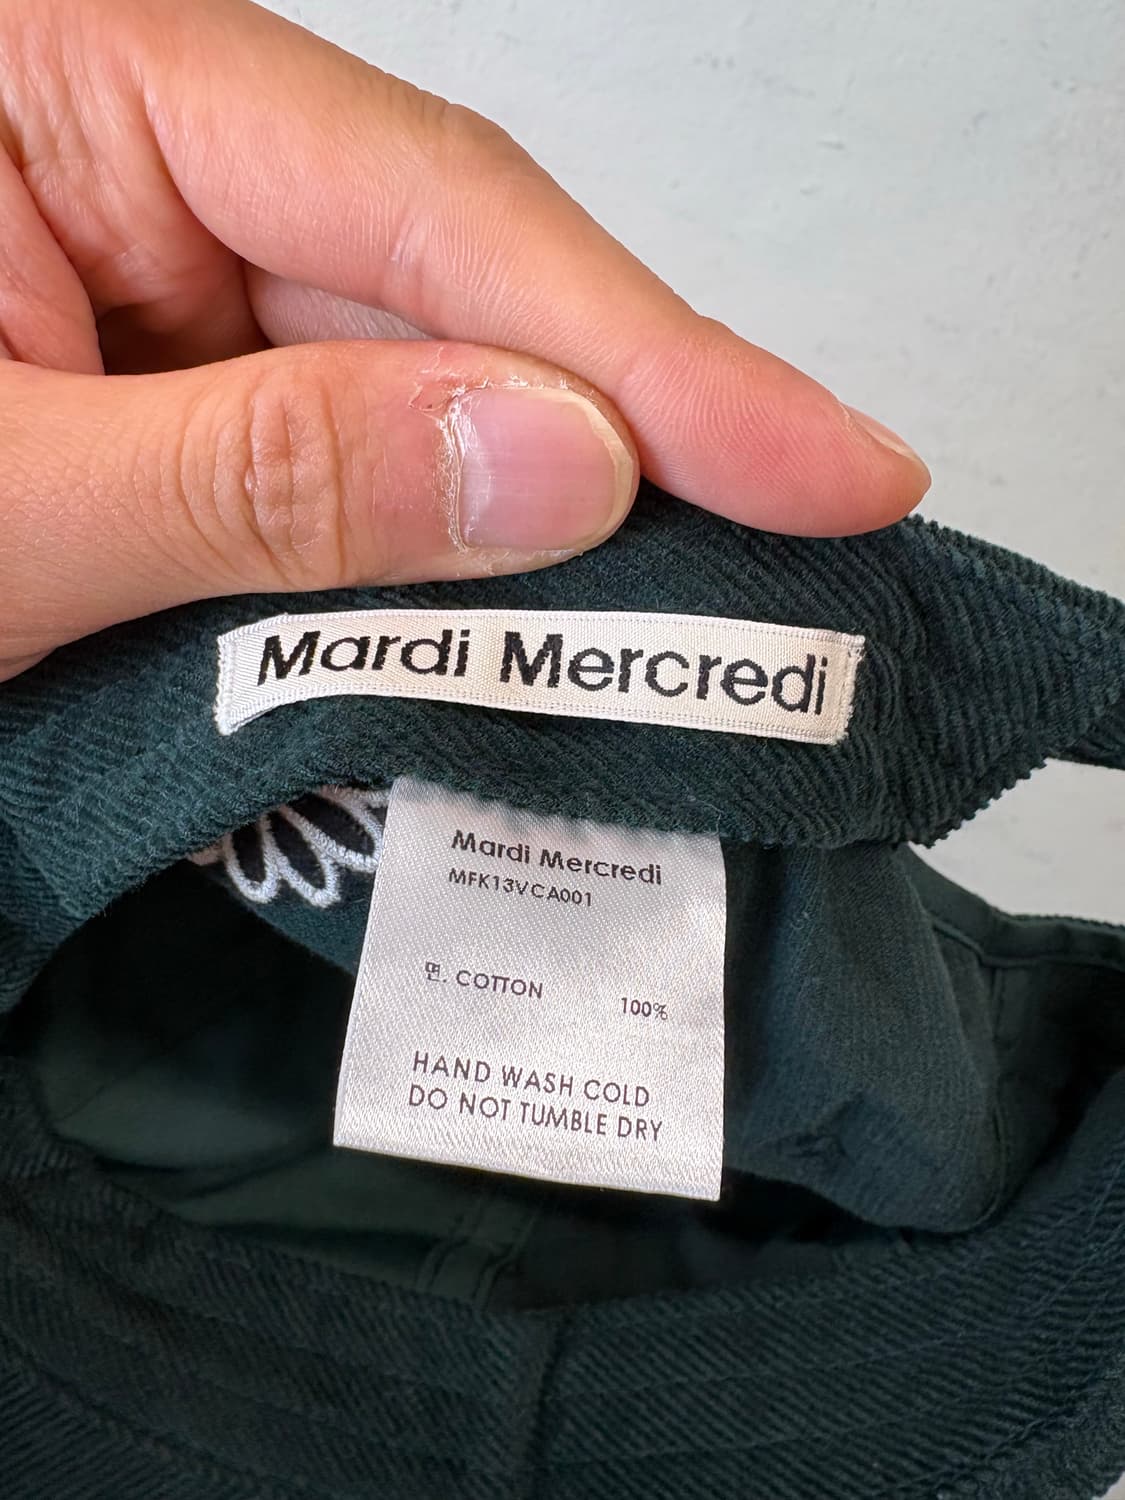 Mardi Mercredi
Mardi Mercredi
MFK13VCA001
면. COTTON 100%
HAND WASH COLD
DO NOT TUMBLE DRY